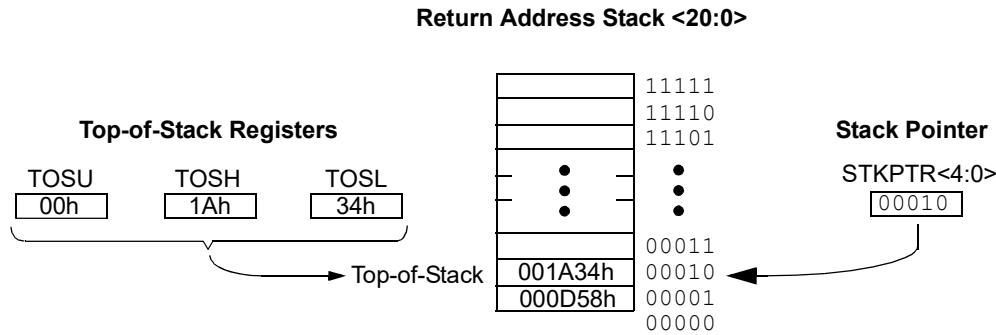 Return Address Stack <20:0>
11111
11110
11101
Top-of-Stack Registers
Stack Pointer
TOSU TOSH TOSL
STKPTR<4:0>
00h 1Ah 34h
00010
00011
Top-of-Stack 001A34h 00010
000D58h 00001
00000